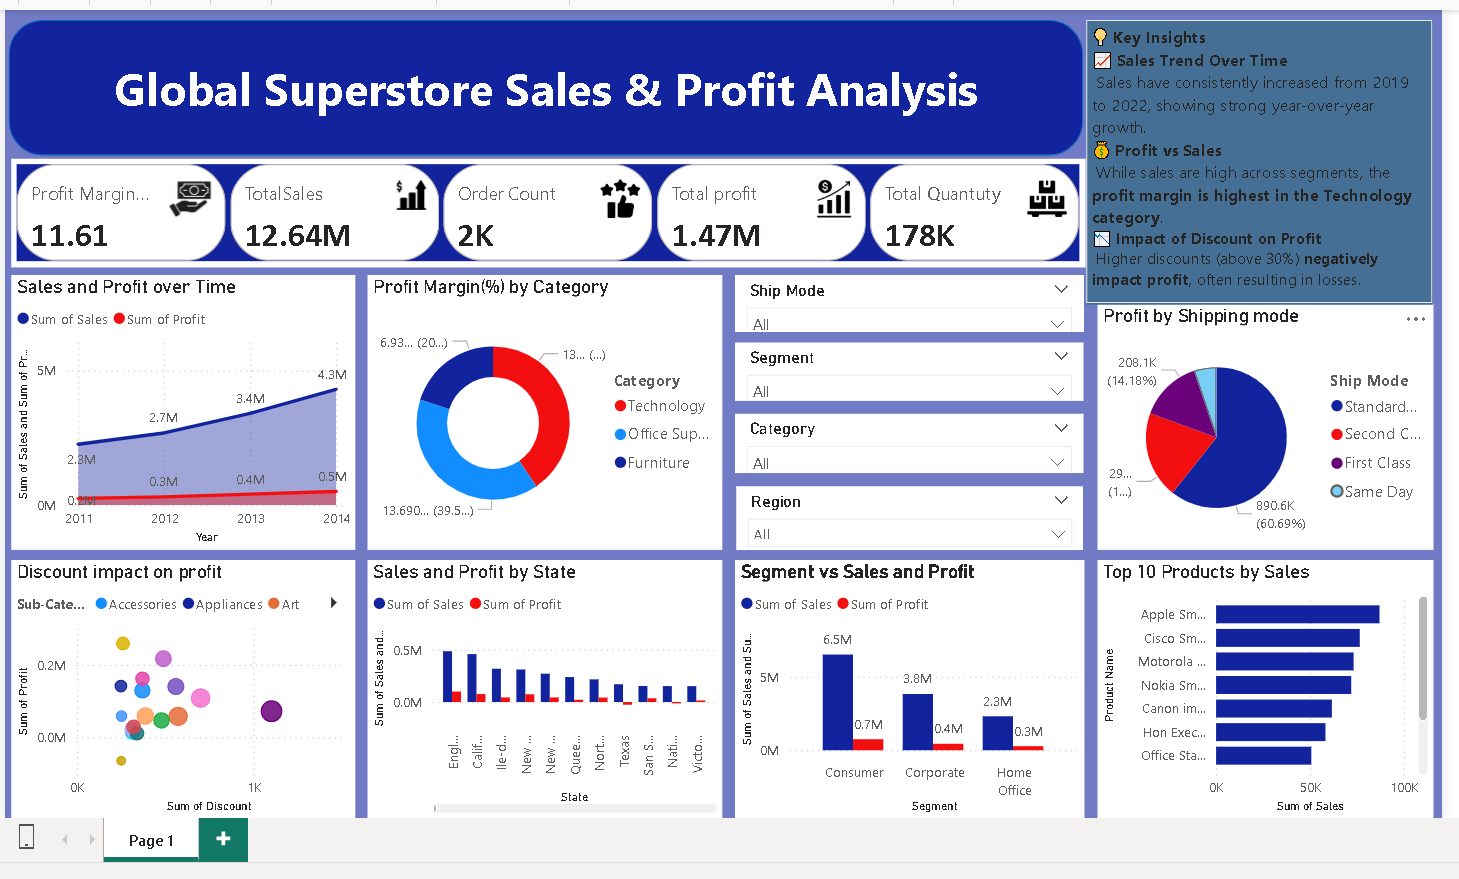 Global Superstore Sales & Profit Analysis
💡 Key Insights
📈 Sales Trend Over Time
Sales have consistently increased from 2019
to 2022, showing strong year-over-year
growth.
💰 Profit vs Sales
While sales are high across segments, the
profit margin is highest in the Technology
category.
📉 Impact of Discount on Profit
Higher discounts (above 30%) negatively
impact profit, often resulting in losses.
Profit Margin...
11.61
TotalSales
12.64M
Order Count
2K
Total profit
1.47M
Total Quantuty
178K
Sales and Profit over Time
Sum of Sales Sum of Profit
Sum of Sales and Sum of Pr...
5M
0M
2.3M
2.7M
3.4M
4.3M
0.3M
0.4M
0.5M
2011 2012 2013 2014
Year
Profit Margin(%) by Category
6.93... (20...)
13... (...)
13.690... (39.5...)
Category
Technology
Office Sup...
Furniture
Ship Mode
All
Segment
All
Category
All
Region
All
Profit by Shipping mode
208.1K
(14.18%)
29...
(1...)
890.6K
(60.69%)
Ship Mode
Standard...
Second C...
First Class
Same Day
Discount impact on profit
Sub-Cate... Accessories Appliances Art
Sum of Profit
0.2M
0.0M
0K 1K
Sum of Discount
Sales and Profit by State
Sum of Sales Sum of Profit
Sum of Sales and...
0.5M
0.0M
Engl... Calif... Ile-d... New ... New ... Quee... Nort... Texas San S... Nati... Victo...
State
Segment vs Sales and Profit
Sum of Sales Sum of Profit
Sum of Sales and Su...
5M
0M
6.5M
0.7M
3.8M
0.4M
2.3M
0.3M
Consumer Corporate Home
Office
Segment
Top 10 Products by Sales
Product Name
Apple Sm...
Cisco Sm...
Motorola ...
Nokia Sm...
Canon im...
Hon Exec...
Office Sta...
0K 50K 100K
Sum of Sales
Page 1